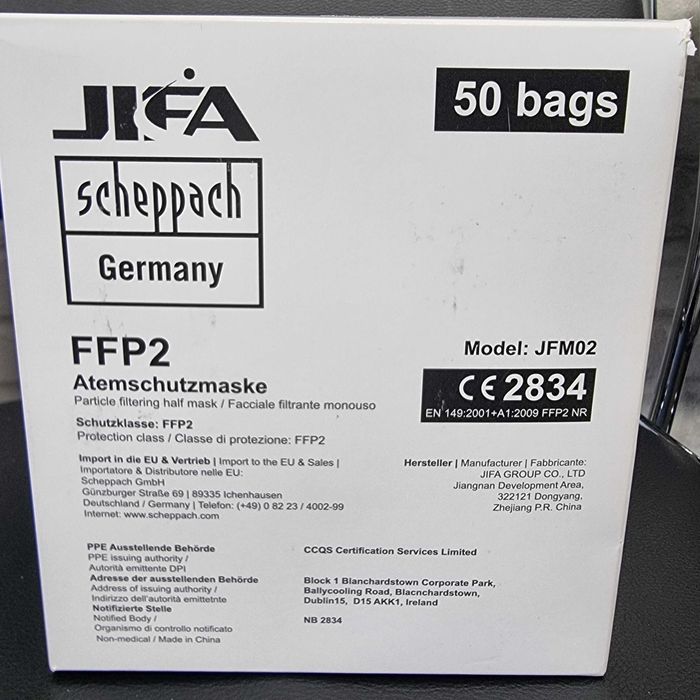 JIFA
50 bags
scheppach
Germany
FFP2
Model: JFM02
Atemschutzmaske
CE 2834
Particle filtering half mask / Facciale filtrante monouso
EN 149:2001+A1:2009 FFP2 NR
Schutzklasse: FFP2
Protection class / Classe di protezione: FFP2
Import in die EU & Vertrieb | Import to the EU & Sales |
Importatore & Distributore nelle EU:
Scheppach GmbH
Günzburger Straße 69 | 89335 Ichenhausen
Deutschland / Germany | Telefon: (+49) 0 82 23 / 4002-99
Internet: www.scheppach.com
Hersteller | Manufacturer | Fabbricante:
JIFA GROUP CO., LTD
Jiangnan Development Area,
322121 Dongyang,
Zhejiang P.R. China
PPE Ausstellende Behörde
PPE issuing authority /
Autorità emittente DPI
CCQS Certification Services Limited
Adresse der ausstellenden Behörde
Address of issuing authority /
Indirizzo dell'autorità emittetnte
Block 1 Blanchardstown Corporate Park,
Ballycooling Road, Blacnchardstown,
Dublin15, D15 AKK1, Ireland
Notifizierte Stelle
Notified Body /
Organismo di controllo notificato
NB 2834
Non-medical / Made in China